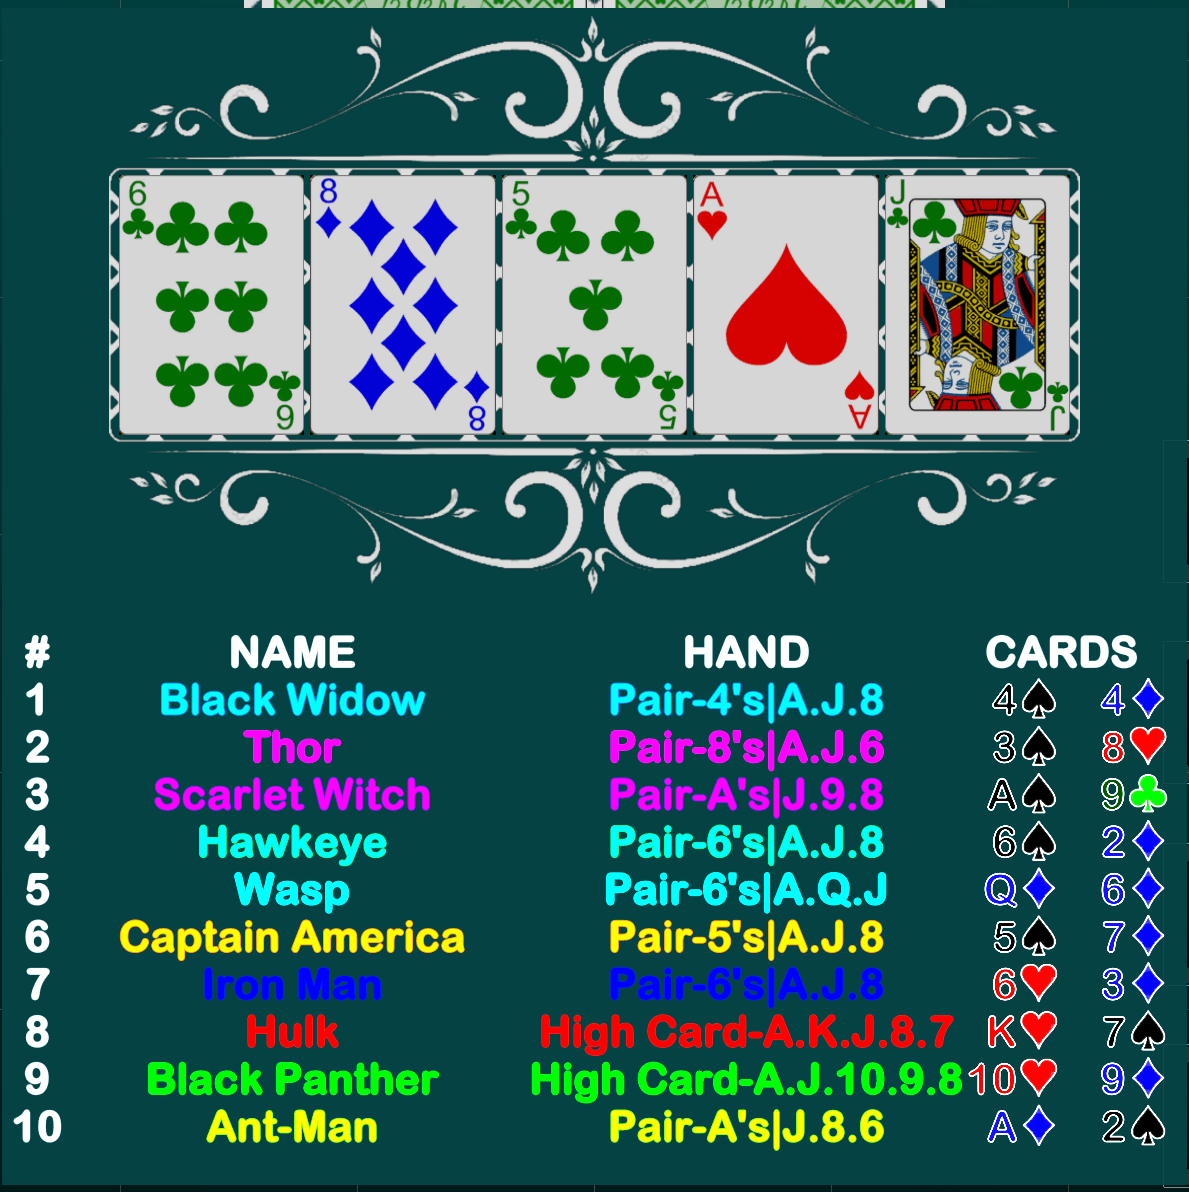 6 8 5 A J
6 8 5 A J
# NAME HAND CARDS
1 Black Widow Pair-4's|A.J.8 4♠ 4♦
2 Thor Pair-8's|A.J.6 3♠ 8♥
3 Scarlet Witch Pair-A's|J.9.8 A♠ 9♣
4 Hawkeye Pair-6's|A.J.8 6♠ 2♦
5 Wasp Pair-6's|A.Q.J Q♦ 6♦
6 Captain America Pair-5's|A.J.8 5♠ 7♦
7 Iron Man Pair-6's|A.J.8 6♥ 3♦
8 Hulk High Card-A.K.J.8.7 K♥ 7♠
9 Black Panther High Card-A.J.10.9.8 10♥ 9♦
10 Ant-Man Pair-A's|J.8.6 A♦ 2♠